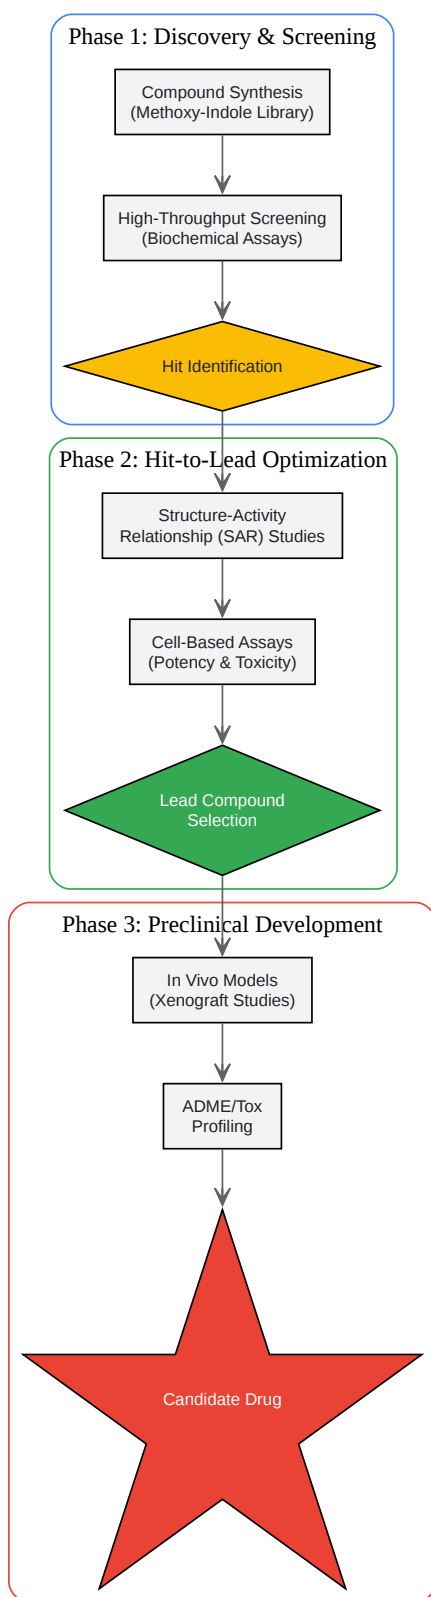 Phase 1: Discovery & Screening
Compound Synthesis
(Methoxy-Indole Library)
High-Throughput Screening
(Biochemical Assays)
Hit Identification
Phase 2: Hit-to-Lead Optimization
Structure-Activity
Relationship (SAR) Studies
Cell-Based Assays
(Potency & Toxicity)
Lead Compound
Selection
Phase 3: Preclinical Development
In Vivo Models
(Xenograft Studies)
ADME/Tox
Profiling
Candidate Drug